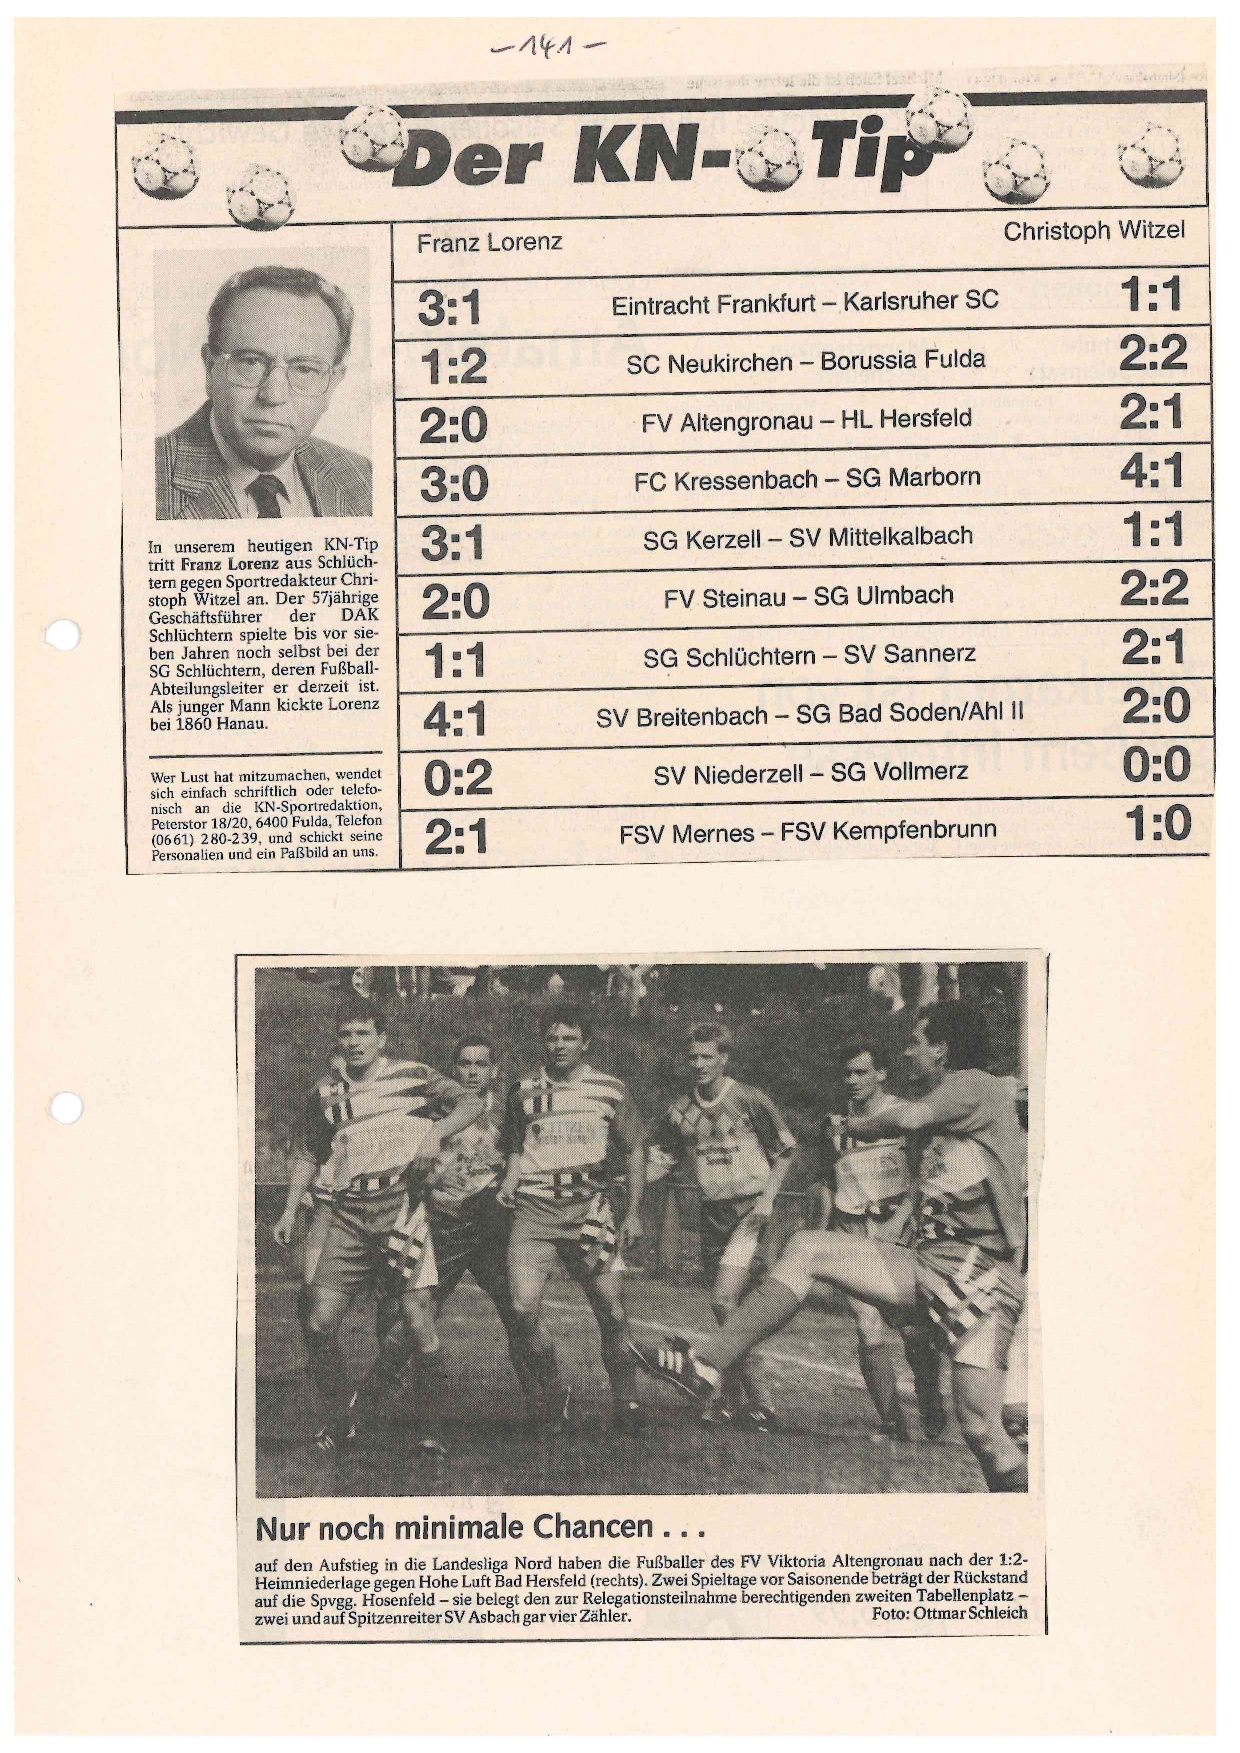 -141-
Der KN-Tip
Franz Lorenz
Christoph Witzel
3:1 Eintracht Frankfurt – Karlsruher SC 1:1
1:2 SC Neukirchen – Borussia Fulda 2:2
2:0 FV Altengronau – HL Hersfeld 2:1
3:0 FC Kressenbach – SG Marborn 4:1
3:1 SG Kerzell – SV Mittelkalbach 1:1
2:0 FV Steinau – SG Ulmbach 2:2
1:1 SG Schlüchtern – SV Sannerz 2:1
4:1 SV Breitenbach – SG Bad Soden/Ahl II 2:0
0:2 SV Niederzell – SG Vollmerz 0:0
2:1 FSV Mernes – FSV Kempfenbrunn 1:0
In unserem heutigen KN-Tip
tritt Franz Lorenz aus Schlüch-
tern gegen Sportredakteur Chri-
stoph Witzel an. Der 57jährige
Geschäftsführer der DAK
Schlüchtern spielte bis vor sie-
ben Jahren noch selbst bei der
SG Schlüchtern, deren Fußball-
Abteilungsleiter er derzeit ist.
Als junger Mann kickte Lorenz
bei 1860 Hanau.
Wer Lust hat mitzumachen, wendet
sich einfach schriftlich oder telefo-
nisch an die KN-Sportredaktion,
Peterstor 18/20, 6400 Fulda, Telefon
(0661) 280-239, und schickt seine
Personalien und ein Paßbild an uns.
Nur noch minimale Chancen . . .
auf den Aufstieg in die Landesliga Nord haben die Fußballer des FV Viktoria Altengronau nach der 1:2-
Heimniederlage gegen Hohe Luft Bad Hersfeld (rechts). Zwei Spieltage vor Saisonende beträgt der Rückstand
auf die Spvgg. Hosenfeld – sie belegt den zur Relegationsteilnahme berechtigenden zweiten Tabellenplatz –
zwei und auf Spitzenreiter SV Asbach gar vier Zähler. Foto: Ottmar Schleich